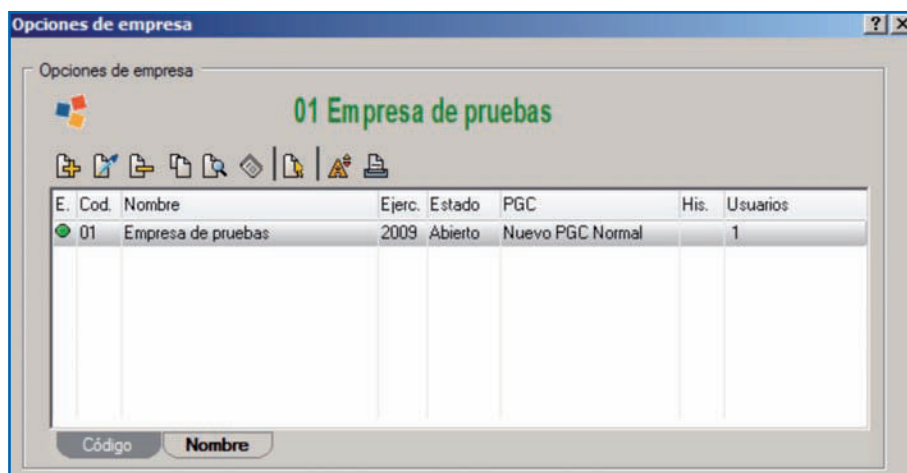 Opciones de empresa
Opciones de empresa
01 Empresa de pruebas
E. Cod. Nombre Ejerc. Estado PGC His. Usuarios
01 Empresa de pruebas 2009 Abierto Nuevo PGC Normal 1
Código Nombre